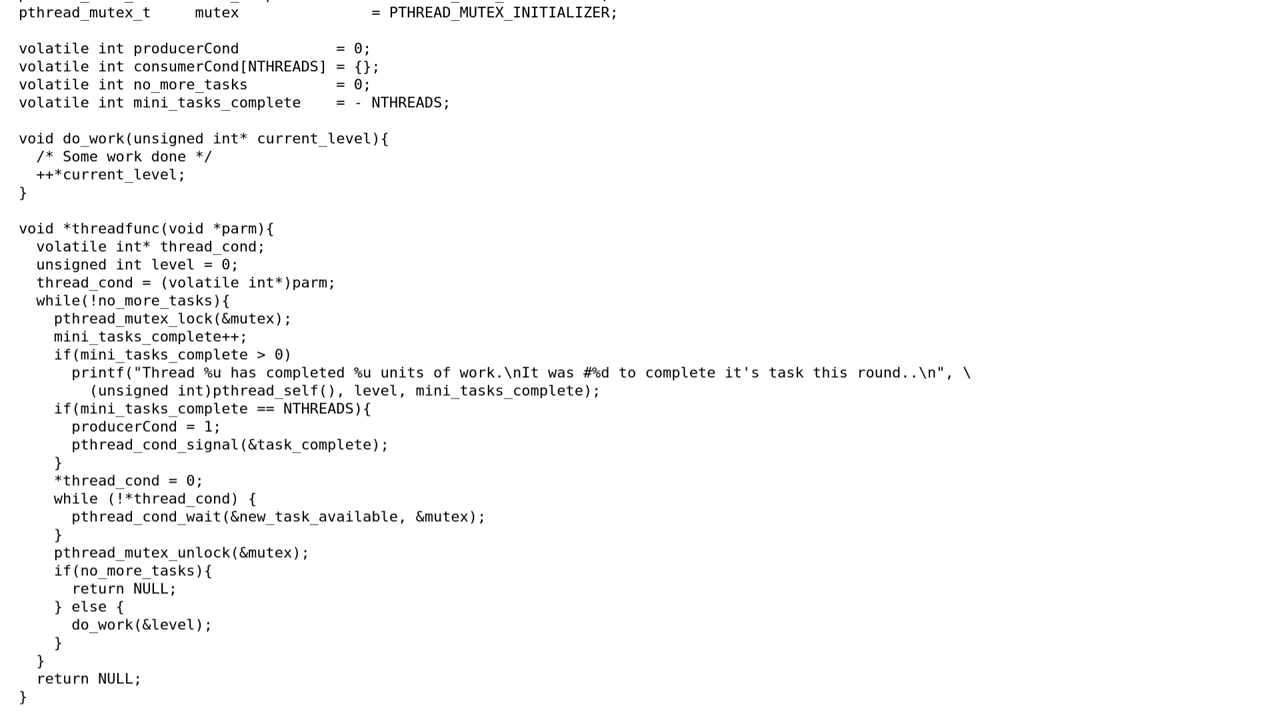 pthread_mutex_t     mutex               = PTHREAD_MUTEX_INITIALIZER;

volatile int producerCond           = 0;
volatile int consumerCond[NTHREADS] = {};
volatile int no_more_tasks          = 0;
volatile int mini_tasks_complete    = - NTHREADS;

void do_work(unsigned int* current_level){
  /* Some work done */
  ++*current_level;
}

void *threadfunc(void *parm){
  volatile int* thread_cond;
  unsigned int level = 0;
  thread_cond = (volatile int*)parm;
  while(!no_more_tasks){
    pthread_mutex_lock(&mutex);
    mini_tasks_complete++;
    if(mini_tasks_complete > 0)
      printf("Thread %u has completed %u units of work.\nIt was #%d to complete it's task this round..\n", \
        (unsigned int)pthread_self(), level, mini_tasks_complete);
    if(mini_tasks_complete == NTHREADS){
      producerCond = 1;
      pthread_cond_signal(&task_complete);
    }
    *thread_cond = 0;
    while (!*thread_cond) {
      pthread_cond_wait(&new_task_available, &mutex);
    }
    pthread_mutex_unlock(&mutex);
    if(no_more_tasks){
      return NULL;
    } else {
      do_work(&level);
    }
  }
  return NULL;
}